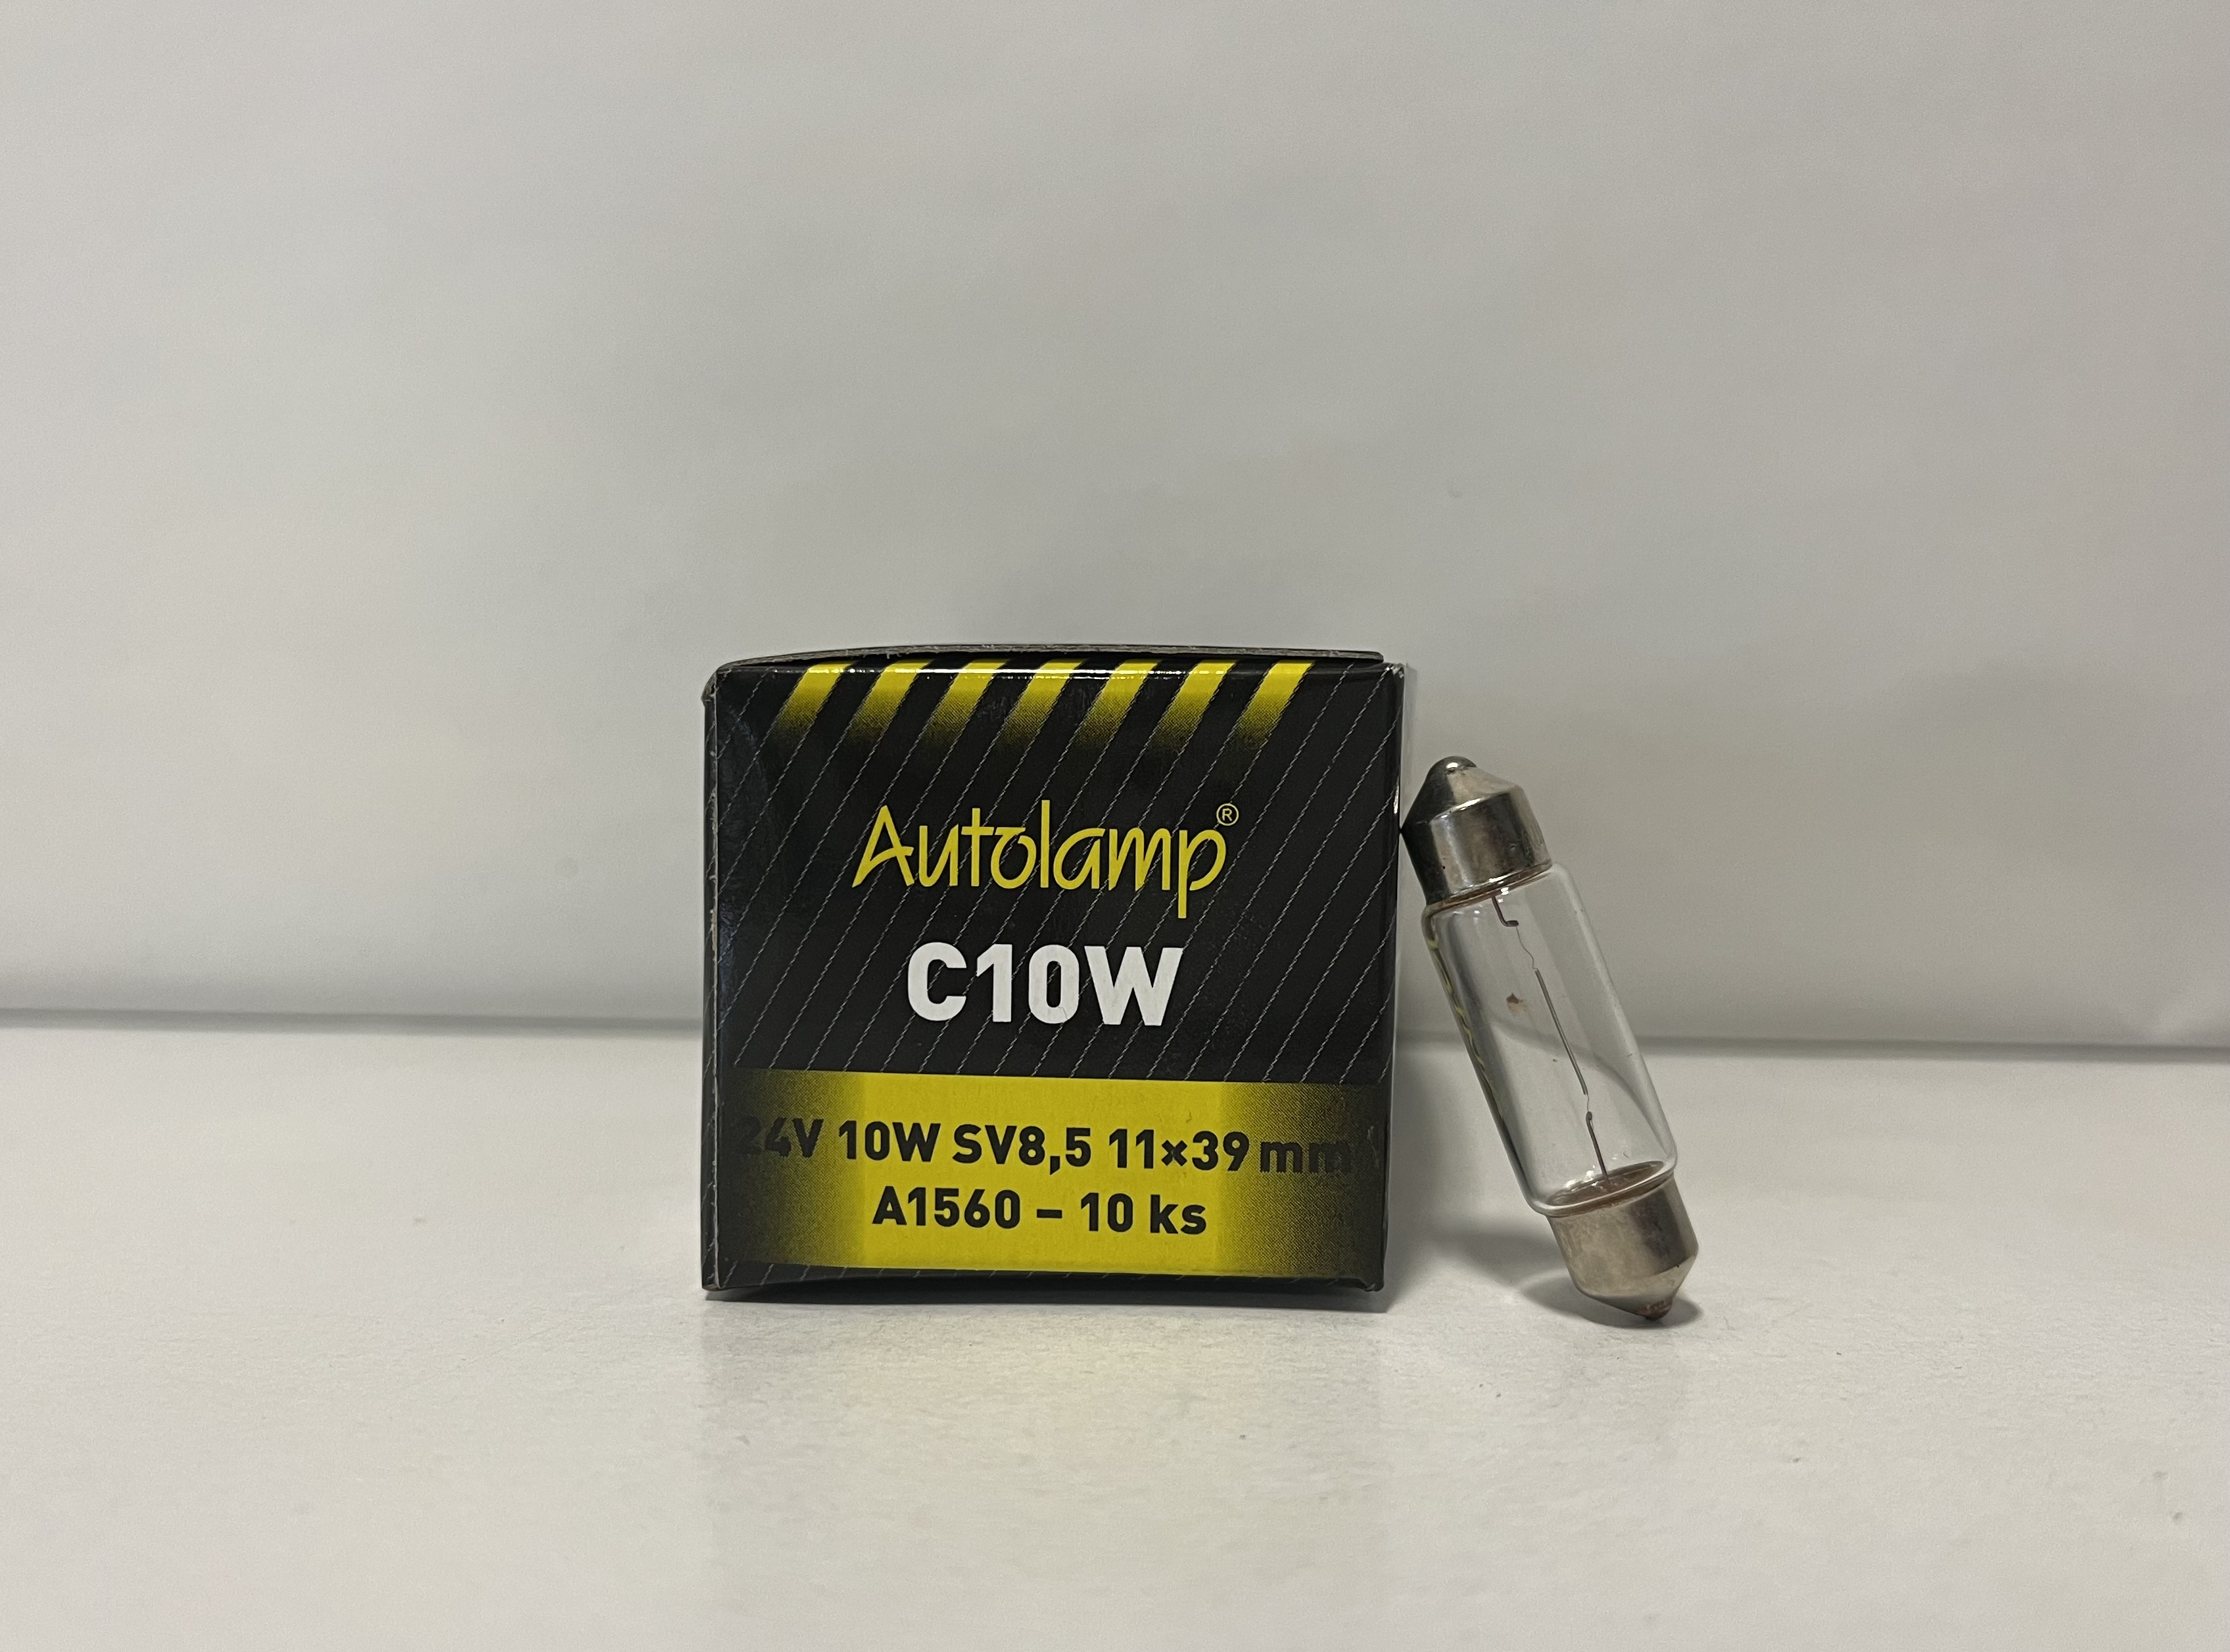 Autolamp®
C10W
24V 10W SV8,5 11×39 mm
A1560 – 10 ks